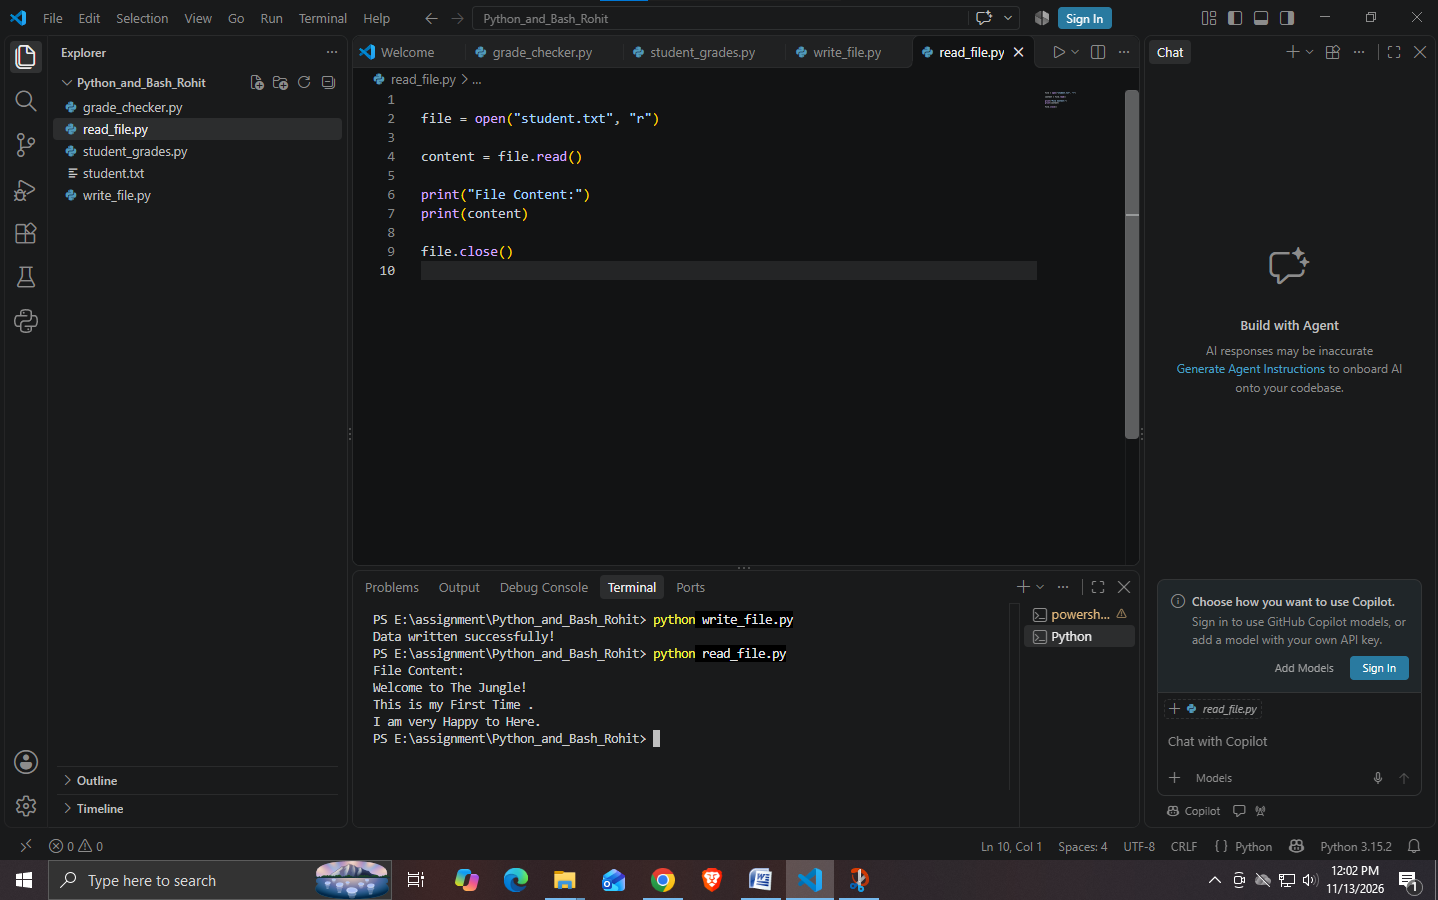 File Edit Selection View Go Run Terminal Help
Python_and_Bash_Rohit
Sign In
Explorer
Python_and_Bash_Rohit
grade_checker.py
read_file.py
student_grades.py
student.txt
write_file.py
Outline
Timeline
Welcome
grade_checker.py
student_grades.py
write_file.py
read_file.py
read_file.py > ...
1
2 file = open("student.txt", "r")
3
4 content = file.read()
5
6 print("File Content:")
7 print(content)
8
9 file.close()
10
Problems Output Debug Console Terminal Ports
PS E:\assignment\Python_and_Bash_Rohit> python write_file.py
Data written successfully!
PS E:\assignment\Python_and_Bash_Rohit> python read_file.py
File Content:
Welcome to The Jungle!
This is my First Time .
I am very Happy to Here.
PS E:\assignment\Python_and_Bash_Rohit>
powersh...
Python
Chat
Build with Agent
AI responses may be inaccurate
Generate Agent Instructions to onboard AI
onto your codebase.
Choose how you want to use Copilot.
Sign in to use GitHub Copilot models, or
add a model with your own API key.
Add Models Sign In
read_file.py
Chat with Copilot
Models
Copilot
0 0
Ln 10, Col 1 Spaces: 4 UTF-8 CRLF {} Python Python 3.15.2
Type here to search
12:02 PM
11/13/2026
1